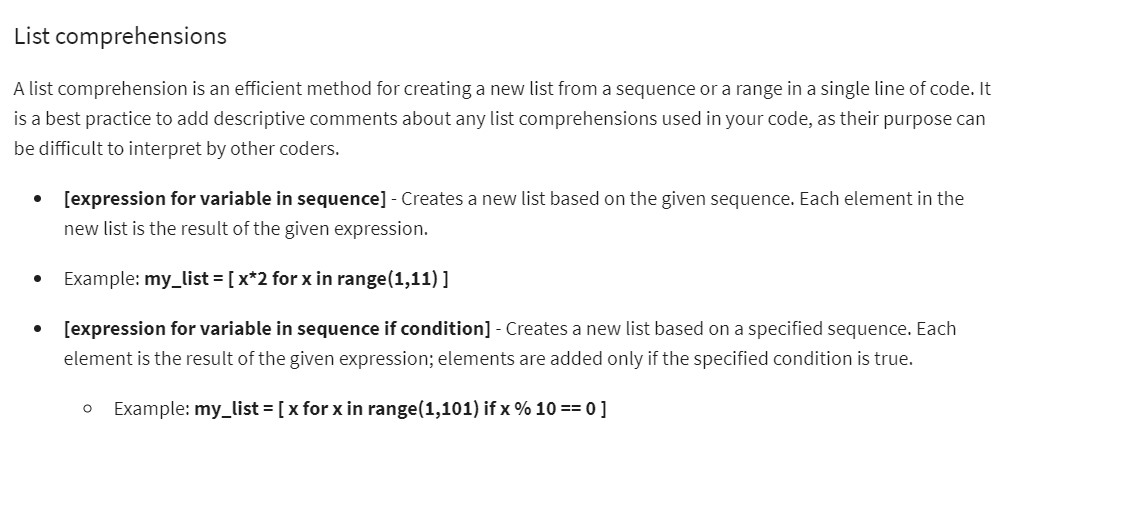 List comprehensions
A list comprehension is an efficient method for creating a new list from a sequence or a range in a single line of code. It
is a best practice to add descriptive comments about any list comprehensions used in your code, as their purpose can
be difficult to interpret by other coders.
• [expression for variable in sequence] - Creates a new list based on the given sequence. Each element in the
new list is the result of the given expression.
• Example: my_list = [ x*2 for x in range(1,11) ]
• [expression for variable in sequence if condition] - Creates a new list based on a specified sequence. Each
element is the result of the given expression; elements are added only if the specified condition is true.
○ Example: my_list = [ x for x in range(1,101) if x % 10 == 0 ]